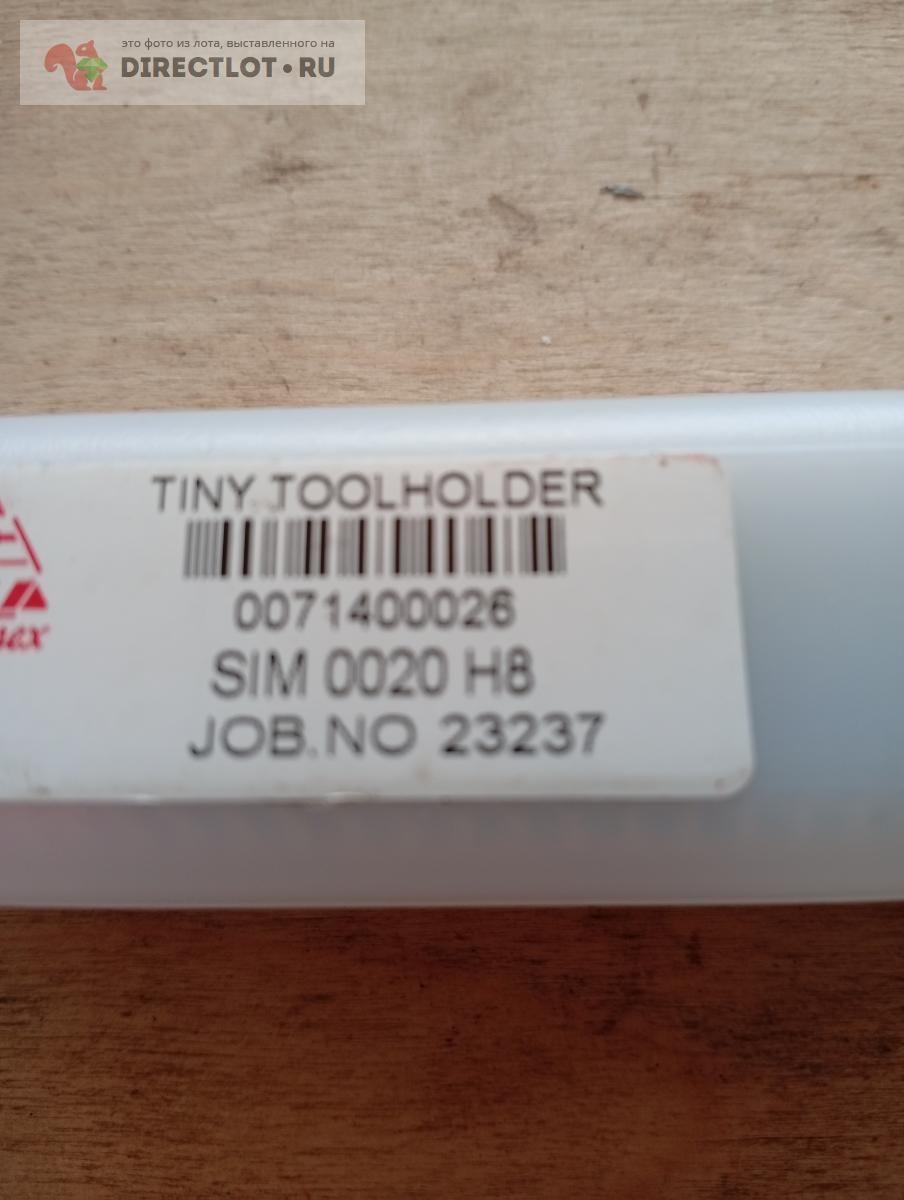 это фото из лота, выставленного на
DIRECTLOT.RU
TINY TOOLHOLDER
0071400026
SIM 0020 H8
JOB.NO 23237